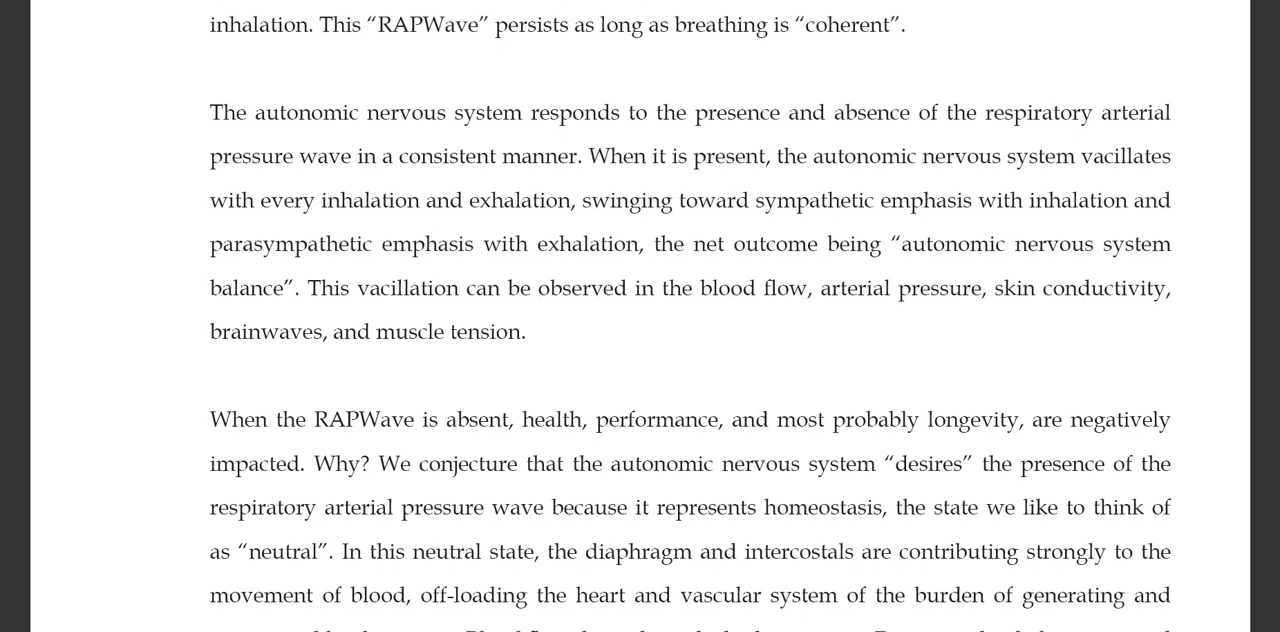 inhalation. This “RAPWave” persists as long as breathing is “coherent”.
The autonomic nervous system responds to the presence and absence of the respiratory arterial
pressure wave in a consistent manner. When it is present, the autonomic nervous system vacillates
with every inhalation and exhalation, swinging toward sympathetic emphasis with inhalation and
parasympathetic emphasis with exhalation, the net outcome being “autonomic nervous system
balance”. This vacillation can be observed in the blood flow, arterial pressure, skin conductivity,
brainwaves, and muscle tension.
When the RAPWave is absent, health, performance, and most probably longevity, are negatively
impacted. Why? We conjecture that the autonomic nervous system “desires” the presence of the
respiratory arterial pressure wave because it represents homeostasis, the state we like to think of
as “neutral”. In this neutral state, the diaphragm and intercostals are contributing strongly to the
movement of blood, off-loading the heart and vascular system of the burden of generating and